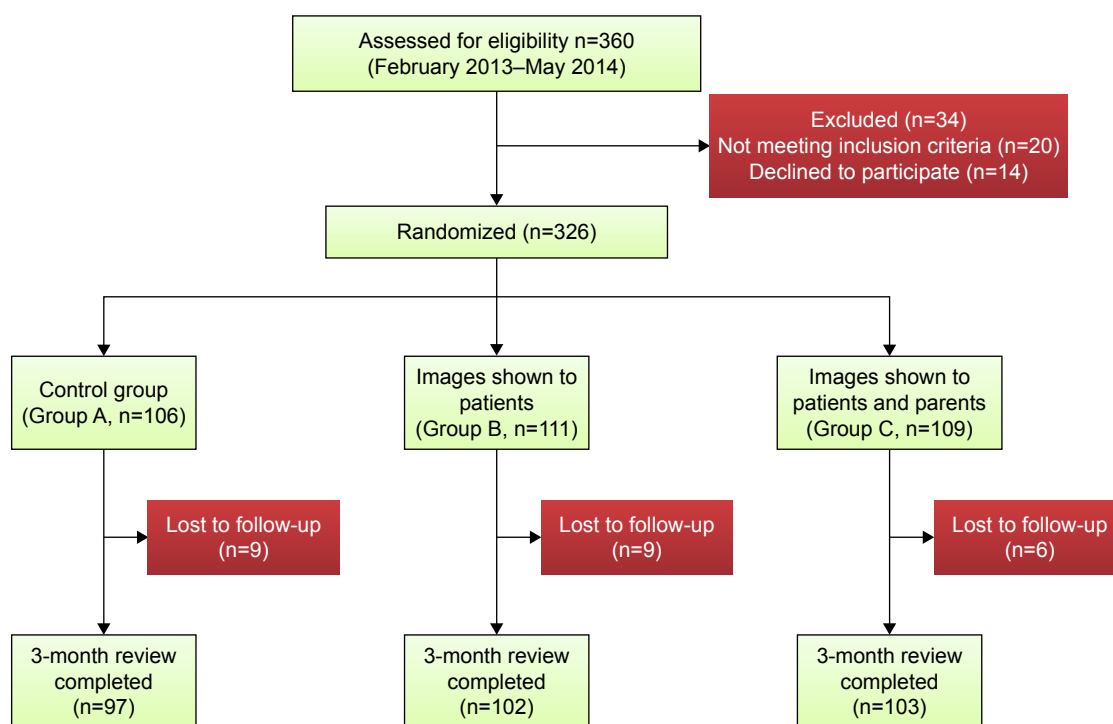 Assessed for eligibility n=360
(February 2013–May 2014)
Excluded (n=34)
Not meeting inclusion criteria (n=20)
Declined to participate (n=14)
Randomized (n=326)
Control group
(Group A, n=106)
Images shown to
patients
(Group B, n=111)
Images shown to
patients and parents
(Group C, n=109)
Lost to follow-up
(n=9)
Lost to follow-up
(n=9)
Lost to follow-up
(n=6)
3-month review
completed
(n=97)
3-month review
completed
(n=102)
3-month review
completed
(n=103)